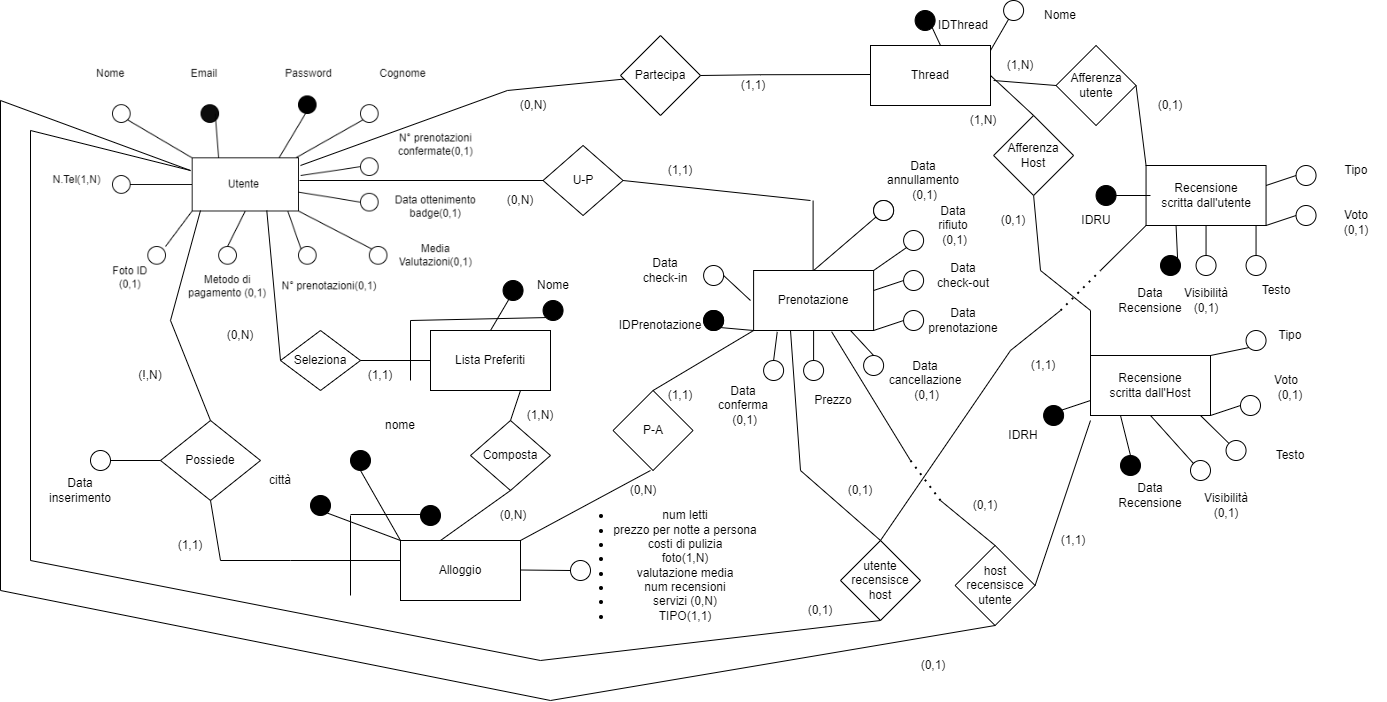 IDThread
Nome
Nome
Email
Password
Cognome
Partecipa
Thread
(1,N)
Afferenza
utente
(1,1)
(0,N)
(0,1)
(1,N)
N° prenotazioni
confermate(0,1)
Afferenza
Host
N.Tel(1,N)
Utente
U-P
(1,1)
Data
annullamento
(0,1)
Tipo
Recensione
scritta dall'utente
Data ottenimento
badge(0,1)
(0,N)
Data
rifiuto
(0,1)
(0,1)
IDRU
Voto
(0,1)
Media
Valutazioni(0,1)
Foto ID
(0,1)
Metodo di
pagamento (0,1)
N° prenotazioni(0,1)
Data
check-in
Data
check-out
Data
Recensione
Visibilità
(0,1)
Testo
Nome
Prenotazione
IDPrenotazione
Data
prenotazione
(0,N)
Seleziona
Lista Preferiti
(1,1)
(!,N)
Tipo
(1,1)
Recensione
scritta dall'Host
Voto
(0,1)
Data
cancellazione
(0,1)
Data
conferma
(0,1)
Prezzo
(1,1)
(1,N)
nome
P-A
IDRH
Possiede
Composta
Testo
città
Data
inserimento
(0,N)
(0,1)
(0,1)
Data
Recensione
Visibilità
(0,1)
(0,N)
num letti
prezzo per notte a persona
costi di pulizia
foto(1,N)
valutazione media
num recensioni
servizi (0,N)
TIPO(1,1)
(1,1)
(1,1)
Alloggio
utente
recensisce
host
host
recensisce
utente
(0,1)
(0,1)